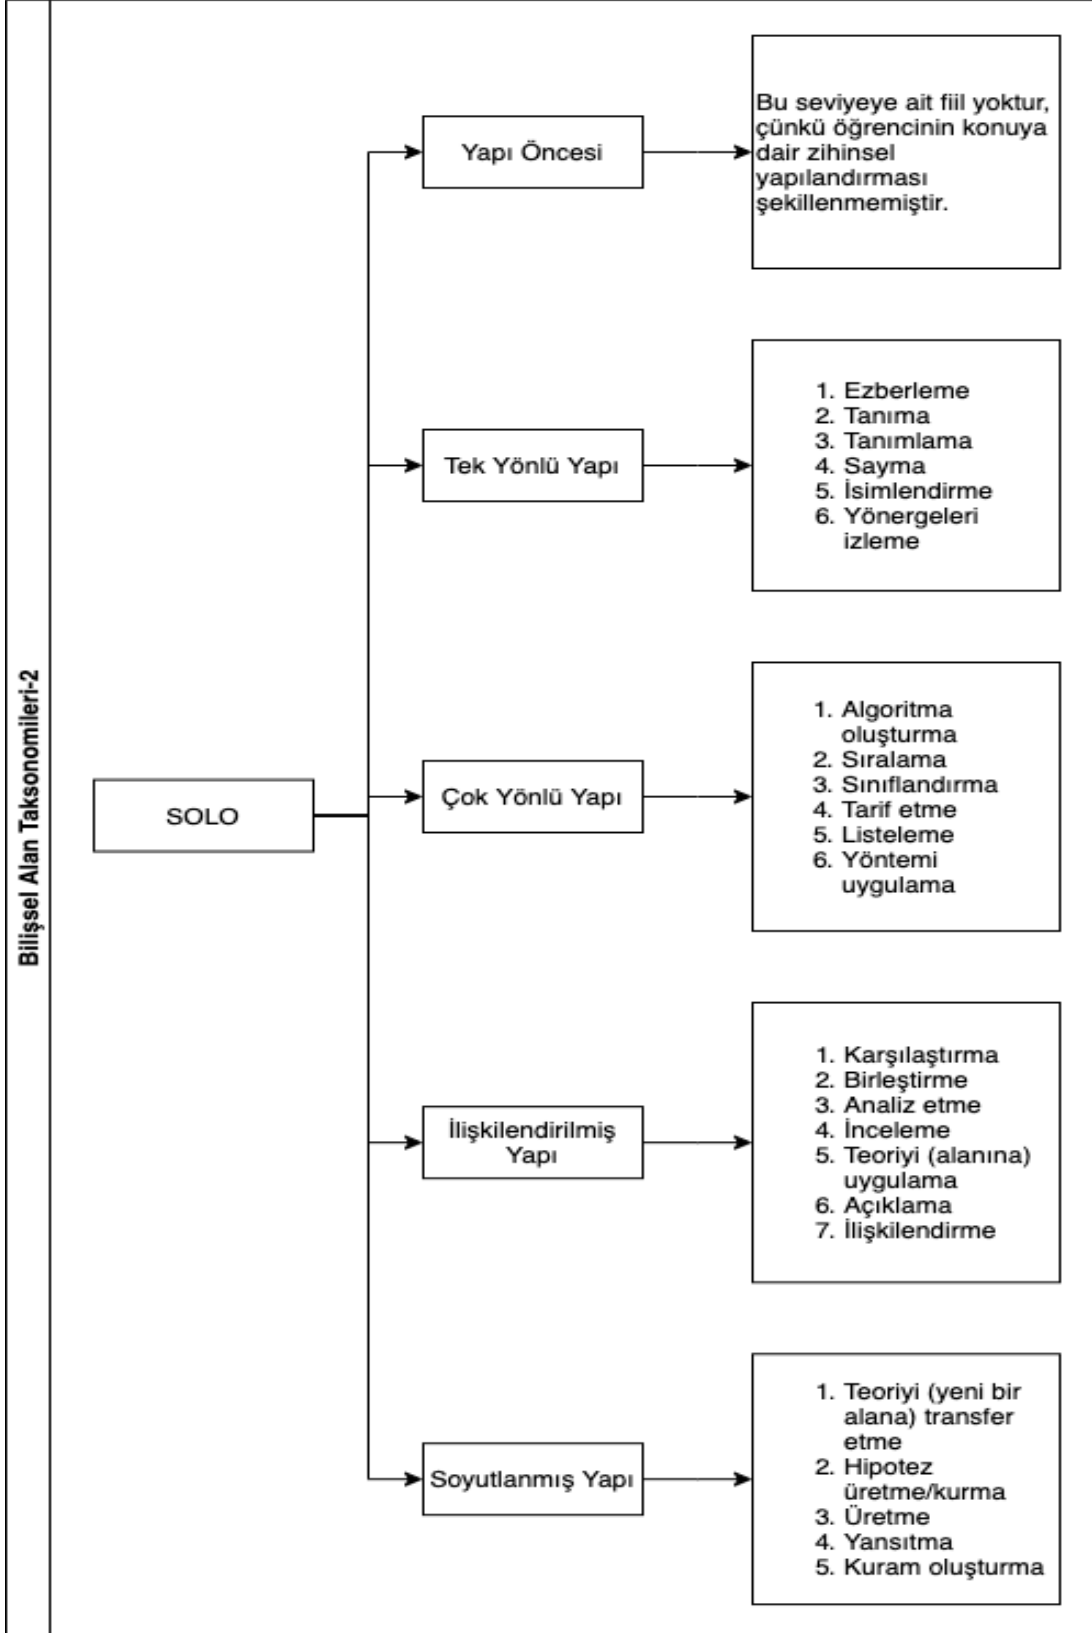 Bilişsel Alan Taksonomileri-2
SOLO
Yapı Öncesi
Bu seviyeye ait fiil yoktur,
çünkü öğrencinin konuya
dair zihinsel
yapılandırması
şekillenmemiştir.
Tek Yönlü Yapı
1. Ezberleme
2. Tanıma
3. Tanımlama
4. Sayma
5. İsimlendirme
6. Yönergeleri
izleme
Çok Yönlü Yapı
1. Algoritma
oluşturma
2. Sıralama
3. Sınıflandırma
4. Tarif etme
5. Listeleme
6. Yöntemi
uygulama
İlişkilendirilmiş
Yapı
1. Karşılaştırma
2. Birleştirme
3. Analiz etme
4. İnceleme
5. Teoriyi (alanına)
uygulama
6. Açıklama
7. İlişkilendirme
Soyutlanmış Yapı
1. Teoriyi (yeni bir
alana) transfer
etme
2. Hipotez
üretme/kurma
3. Üretme
4. Yansıtma
5. Kuram oluşturma